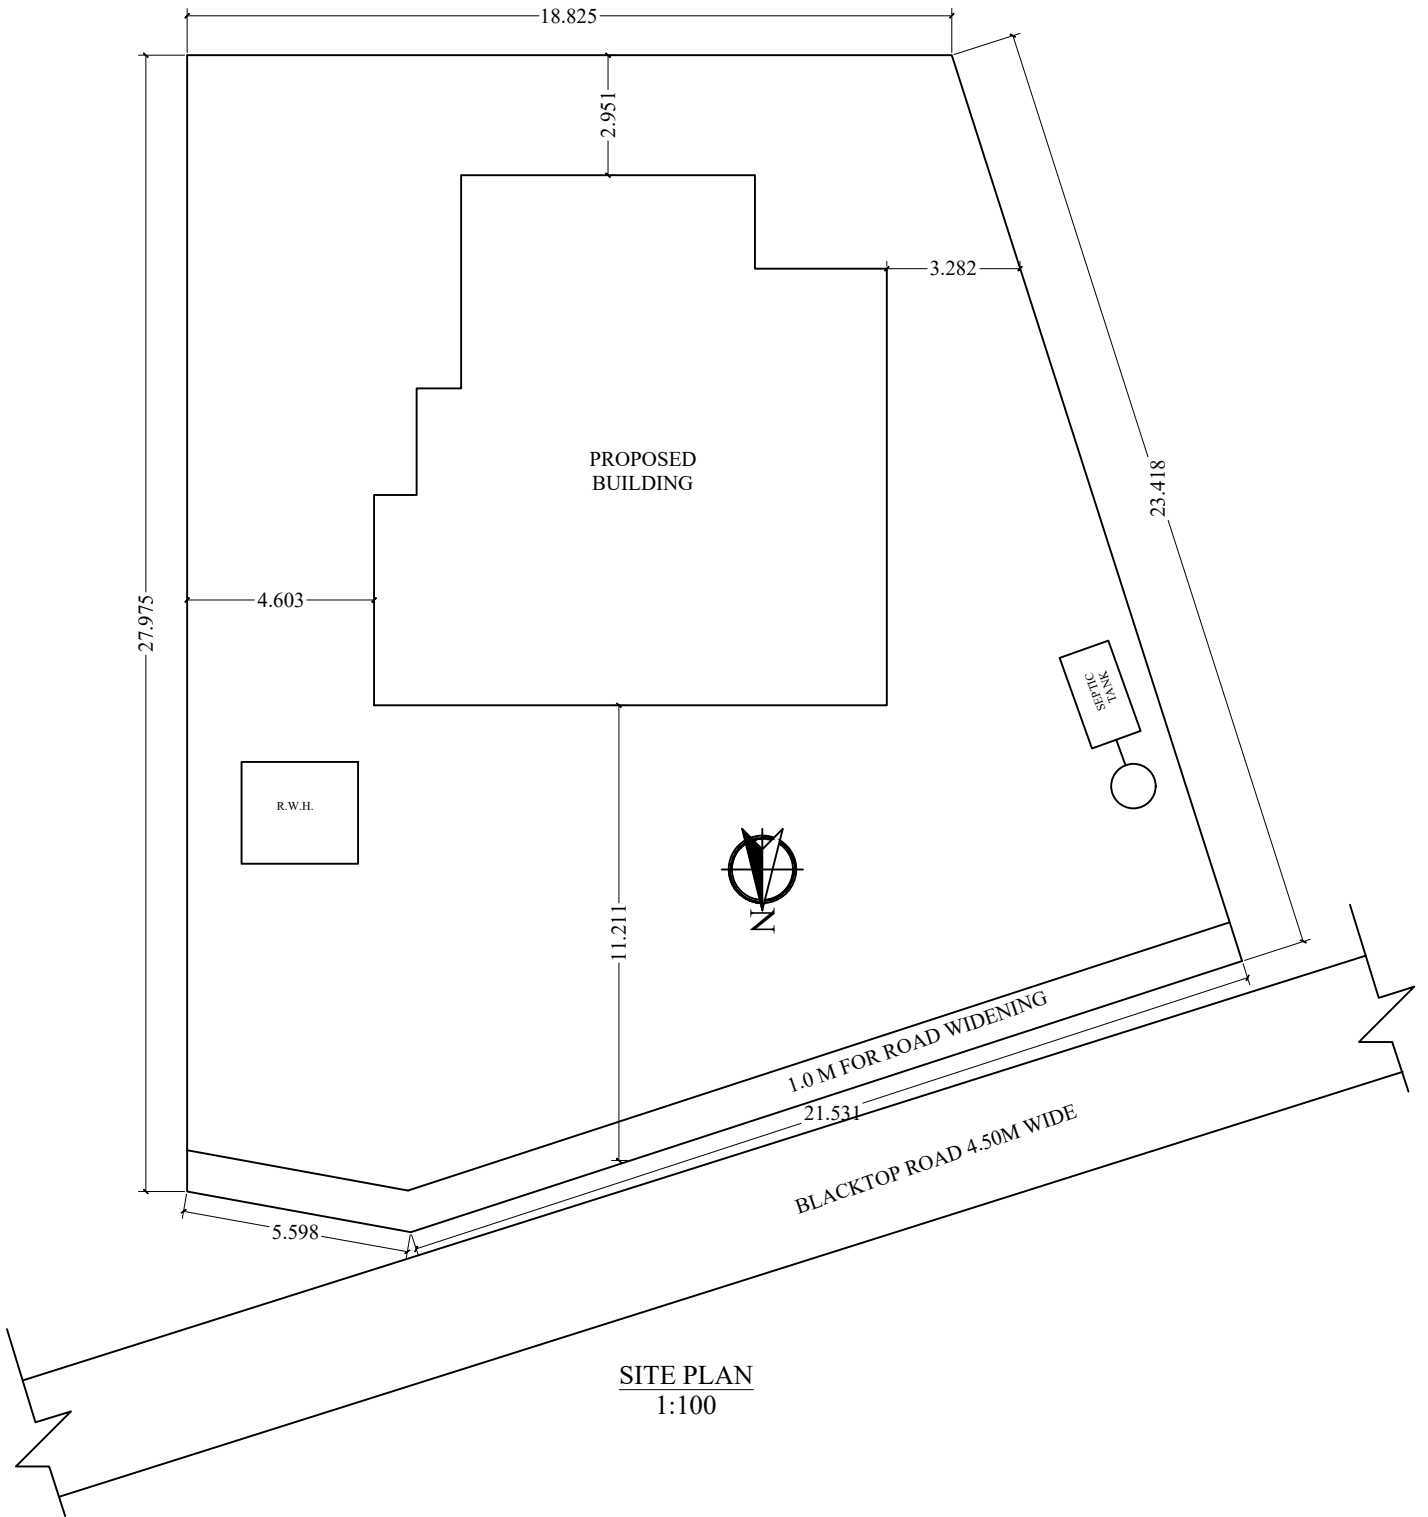 18.825
2.951
3.282
PROPOSED
BUILDING
23.418
4.603
27.975
SEPTIC
TANK
R.W.H.
11.211
N
1.0 M FOR ROAD WIDENING
21.531
BLACKTOP ROAD 4.50M WIDE
5.598
SITE PLAN
1:100